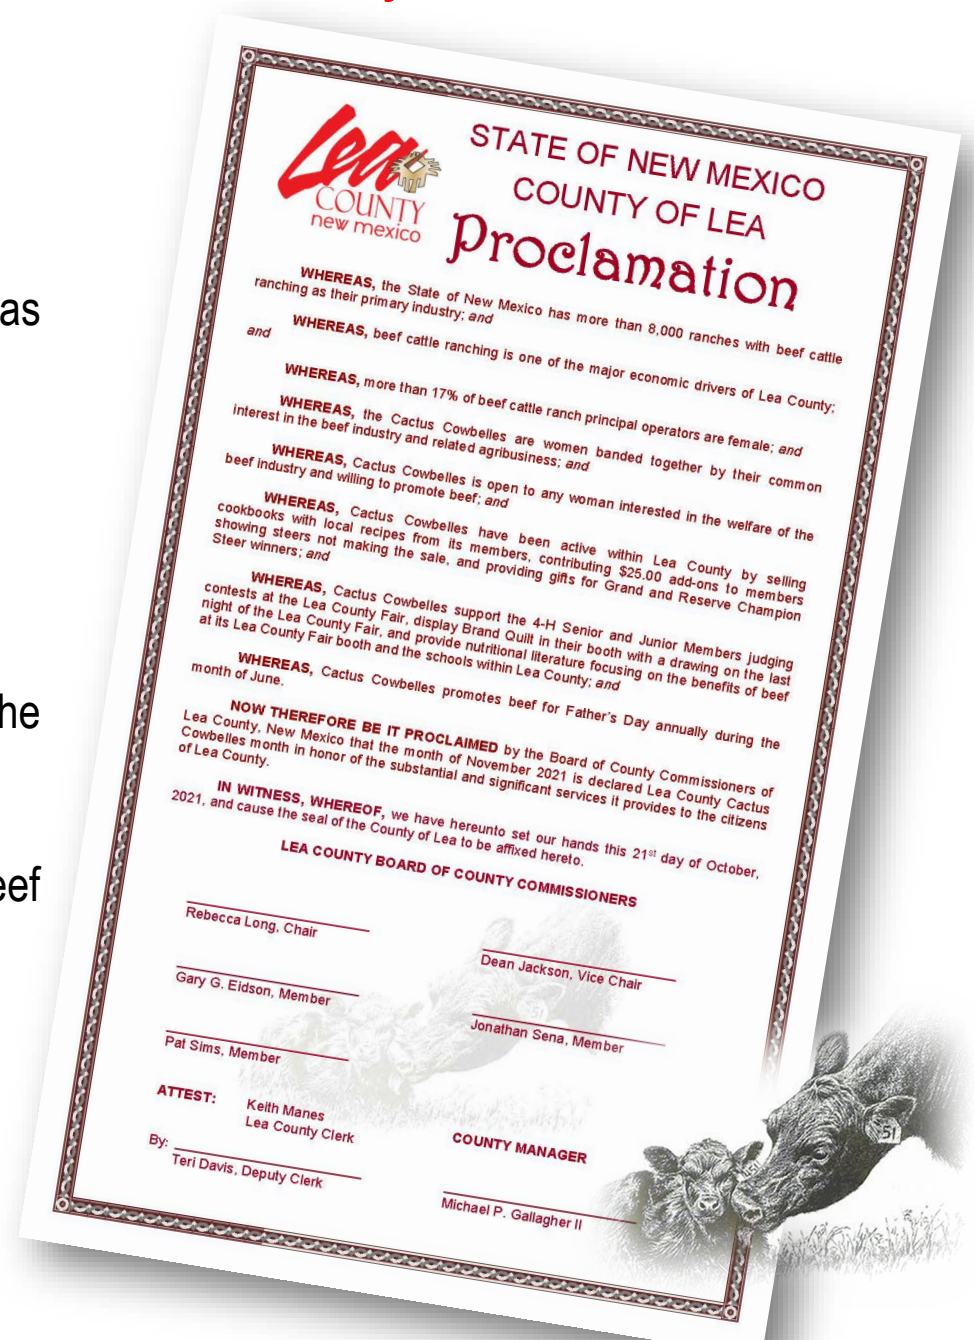 as
he
eef
Lea
COUNTY
new mexico
STATE OF NEW MEXICO
COUNTY OF LEA
Proclamation
WHEREAS, the State of New Mexico has more than 8,000 ranches with beef cattle
ranching as their primary industry; and
WHEREAS, beef cattle ranching is one of the major economic drivers of Lea County;
and
WHEREAS, more than 17% of beef cattle ranch principal operators are female; and
WHEREAS, the Cactus Cowbelles are women banded together by their common
interest in the beef industry and related agribusiness; and
WHEREAS, Cactus Cowbelles is open to any woman interested in the welfare of the
beef industry and willing to promote beef; and
WHEREAS, Cactus Cowbelles have been active within Lea County by selling
cookbooks with local recipes from its members, contributing $25.00 add-ons to members
showing steers not making the sale, and providing gifts for Grand and Reserve Champion
Steer winners; and
WHEREAS, Cactus Cowbelles support the 4-H Senior and Junior Members judging
contests at the Lea County Fair, display Brand Quilt in their booth with a drawing on the last
night of the Lea County Fair, and provide nutritional literature focusing on the benefits of beef
at its Lea County Fair booth and the schools within Lea County; and
WHEREAS, Cactus Cowbelles promotes beef for Father's Day annually during the
month of June.
NOW THEREFORE BE IT PROCLAIMED by the Board of County Commissioners of
Lea County, New Mexico that the month of November 2021 is declared Lea County Cactus
Cowbelles month in honor of the substantial and significant services it provides to the citizens
of Lea County.
IN WITNESS, WHEREOF, we have hereunto set our hands this 21st day of October,
2021, and cause the seal of the County of Lea to be affixed hereto.
LEA COUNTY BOARD OF COUNTY COMMISSIONERS
Rebecca Long, Chair
Dean Jackson, Vice Chair
Gary G. Eidson, Member
Jonathan Sena, Member
Pat Sims, Member
ATTEST:
Keith Manes
Lea County Clerk
COUNTY MANAGER
By:
Teri Davis, Deputy Clerk
Michael P. Gallagher II
51
51